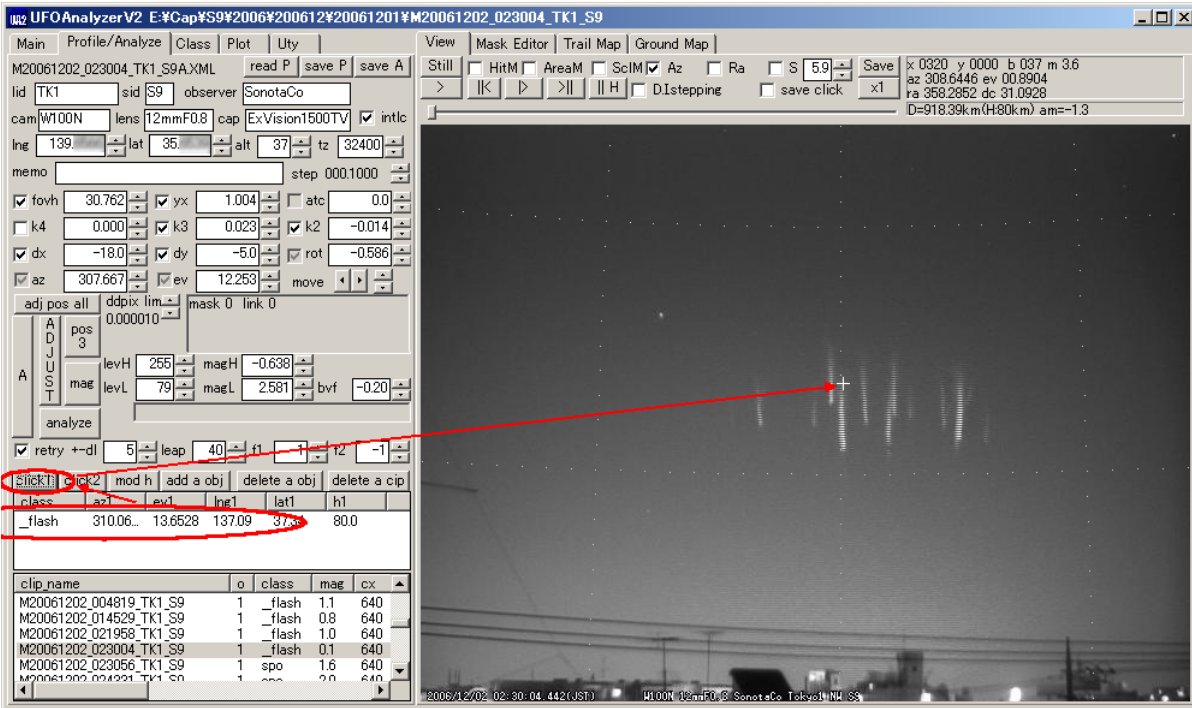 UFOAnalyzerV2 E:¥Cap¥S9¥2006¥200612¥20061201¥M20061202_023004_TK1_S9
Main Profile/Analyze Class Plot Uty
M20061202_023004_TK1_S9A.XML read P save P save A
lid TK1 sid S9 observer SonotaCo
cam W100N lens 12mmF0.8 cap ExVision1500TV intlc
lng 139. lat 35. alt 37 tz 32400
memo step 000.1000
fovh 30.762 yx 1.004 atc 0.0
k4 0.000 k3 0.023 k2 -0.014
dx -18.0 dy -5.0 rot -0.586
az 307.667 ev 12.253 move
adj pos all ddpix lim 0.000010 mask 0 link 0
A ADJUST pos 3
levH 255 magH -0.638
mag levL 79 magL 2.581 bvf -0.20
analyze
retry +-dl 5 leap 40 f1 -1 f2 -1
click1 click2 mod h add a obj delete a obj delete a cip
class az1 ev1 lng1 lat1 h1
_flash 310.06... 13.6528 137.09 80.0
clip_name o class mag cx
M20061202_004819_TK1_S9 1 _flash 1.1 640
M20061202_014529_TK1_S9 1 _flash 0.8 640
M20061202_021958_TK1_S9 1 _flash 1.0 640
M20061202_023004_TK1_S9 1 _flash 0.1 640
M20061202_023056_TK1_S9 1 spo 1.6 640
View Mask Editor Trail Map Ground Map
Still HitM AreaM ScIM Az Ra S 5.9 Save
> |K ▷ >|| || H D.Istepping save click x1
x 0320 y 0000 b 037 m 3.6
az 308.6446 ev 00.8904
ra 358.2852 dc 31.0928
D=918.39km(H:80km) am=-1.3
2006/12/02 02:30:04.442(JST) W100N 12mmF0.8 SonotaCo Tokyo1 NW S9